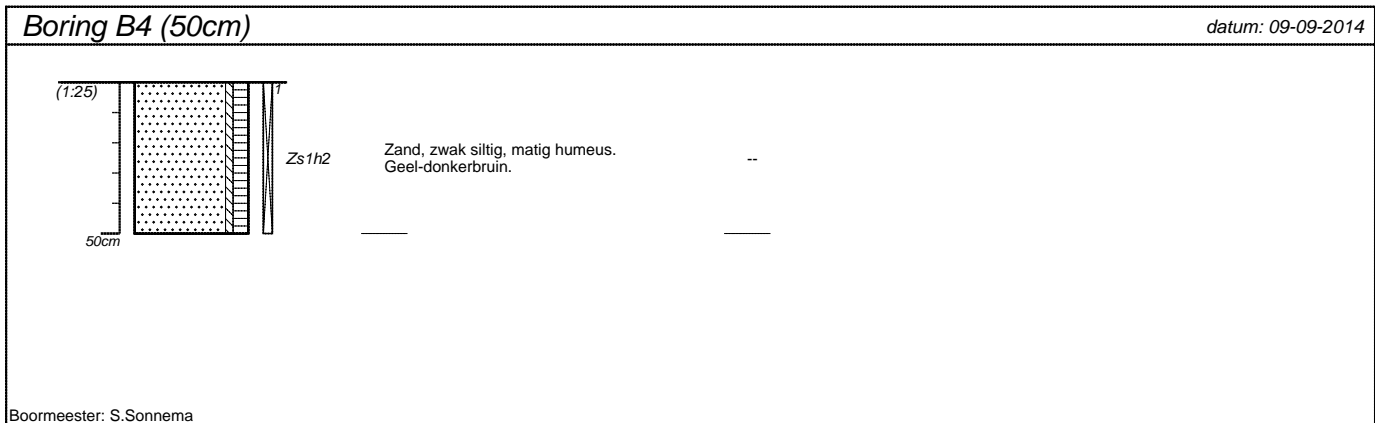 Boring B4 (50cm)
datum: 09-09-2014
(1:25)
1
Zs1h2
Zand, zwak siltig, matig humeus.
Geel-donkerbruin.
--
50cm
Boormeester: S.Sonnema